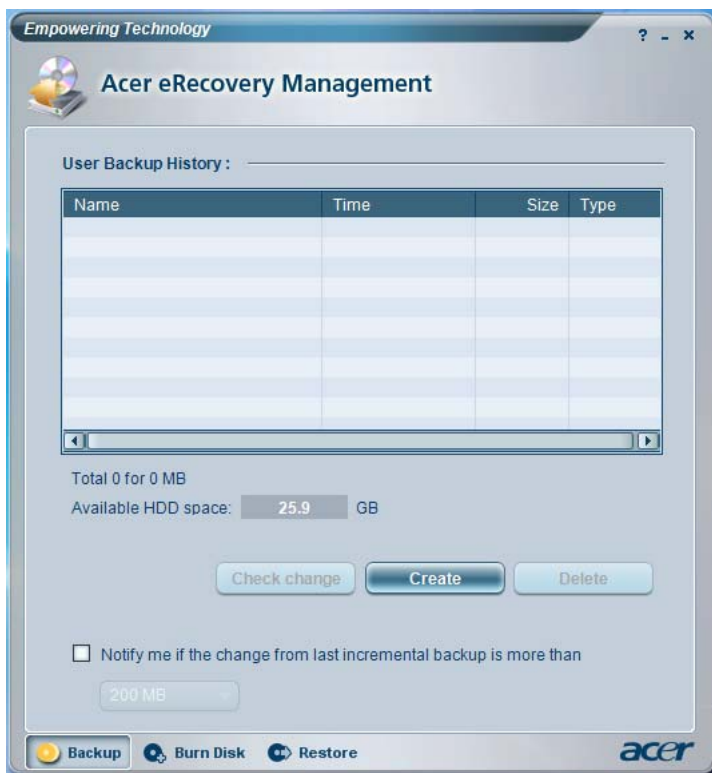 Empowering Technology
? - ×
Acer eRecovery Management
User Backup History :
Name Time Size Type
Total 0 for 0 MB
Available HDD space: 25.9 GB
Check change Create Delete
Notify me if the change from last incremental backup is more than
200 MB
Backup Burn Disk Restore acer